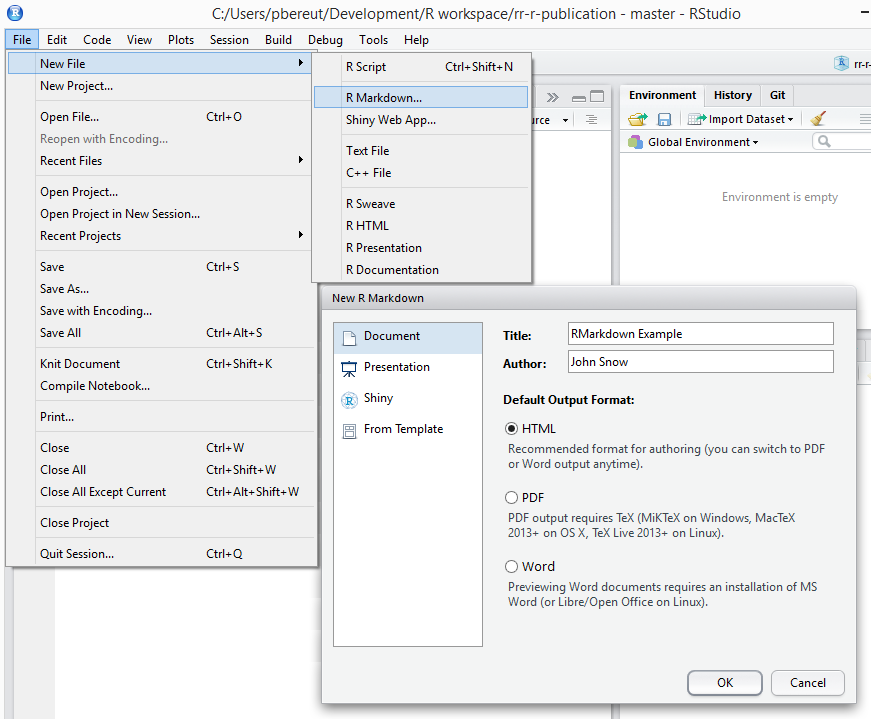 C:/Users/pbereut/Development/R workspace/rr-r-publication - master - RStudio
File Edit Code View Plots Session Build Debug Tools Help
New File
New Project...
Open File... Ctrl+O
Reopen with Encoding...
Recent Files
Open Project...
Open Project in New Session...
Recent Projects
Save Ctrl+S
Save As...
Save with Encoding...
Save All Ctrl+Alt+S
Knit Document Ctrl+Shift+K
Compile Notebook...
Print...
Close Ctrl+W
Close All Ctrl+Shift+W
Close All Except Current Ctrl+Alt+Shift+W
Close Project
Quit Session... Ctrl+Q
R Script Ctrl+Shift+N
R Markdown...
Shiny Web App...
Text File
C++ File
R Sweave
R HTML
R Presentation
R Documentation
urce
rr-r-
Environment History Git
Import Dataset
Global Environment
Environment is empty
New R Markdown
Document
Presentation
Shiny
From Template
Title: RMarkdown Example
Author: John Snow
Default Output Format:
HTML
Recommended format for authoring (you can switch to PDF
or Word output anytime).
PDF
PDF output requires TeX (MiKTeX on Windows, MacTeX
2013+ on OS X, TeX Live 2013+ on Linux).
Word
Previewing Word documents requires an installation of MS
Word (or Libre/Open Office on Linux).
OK Cancel